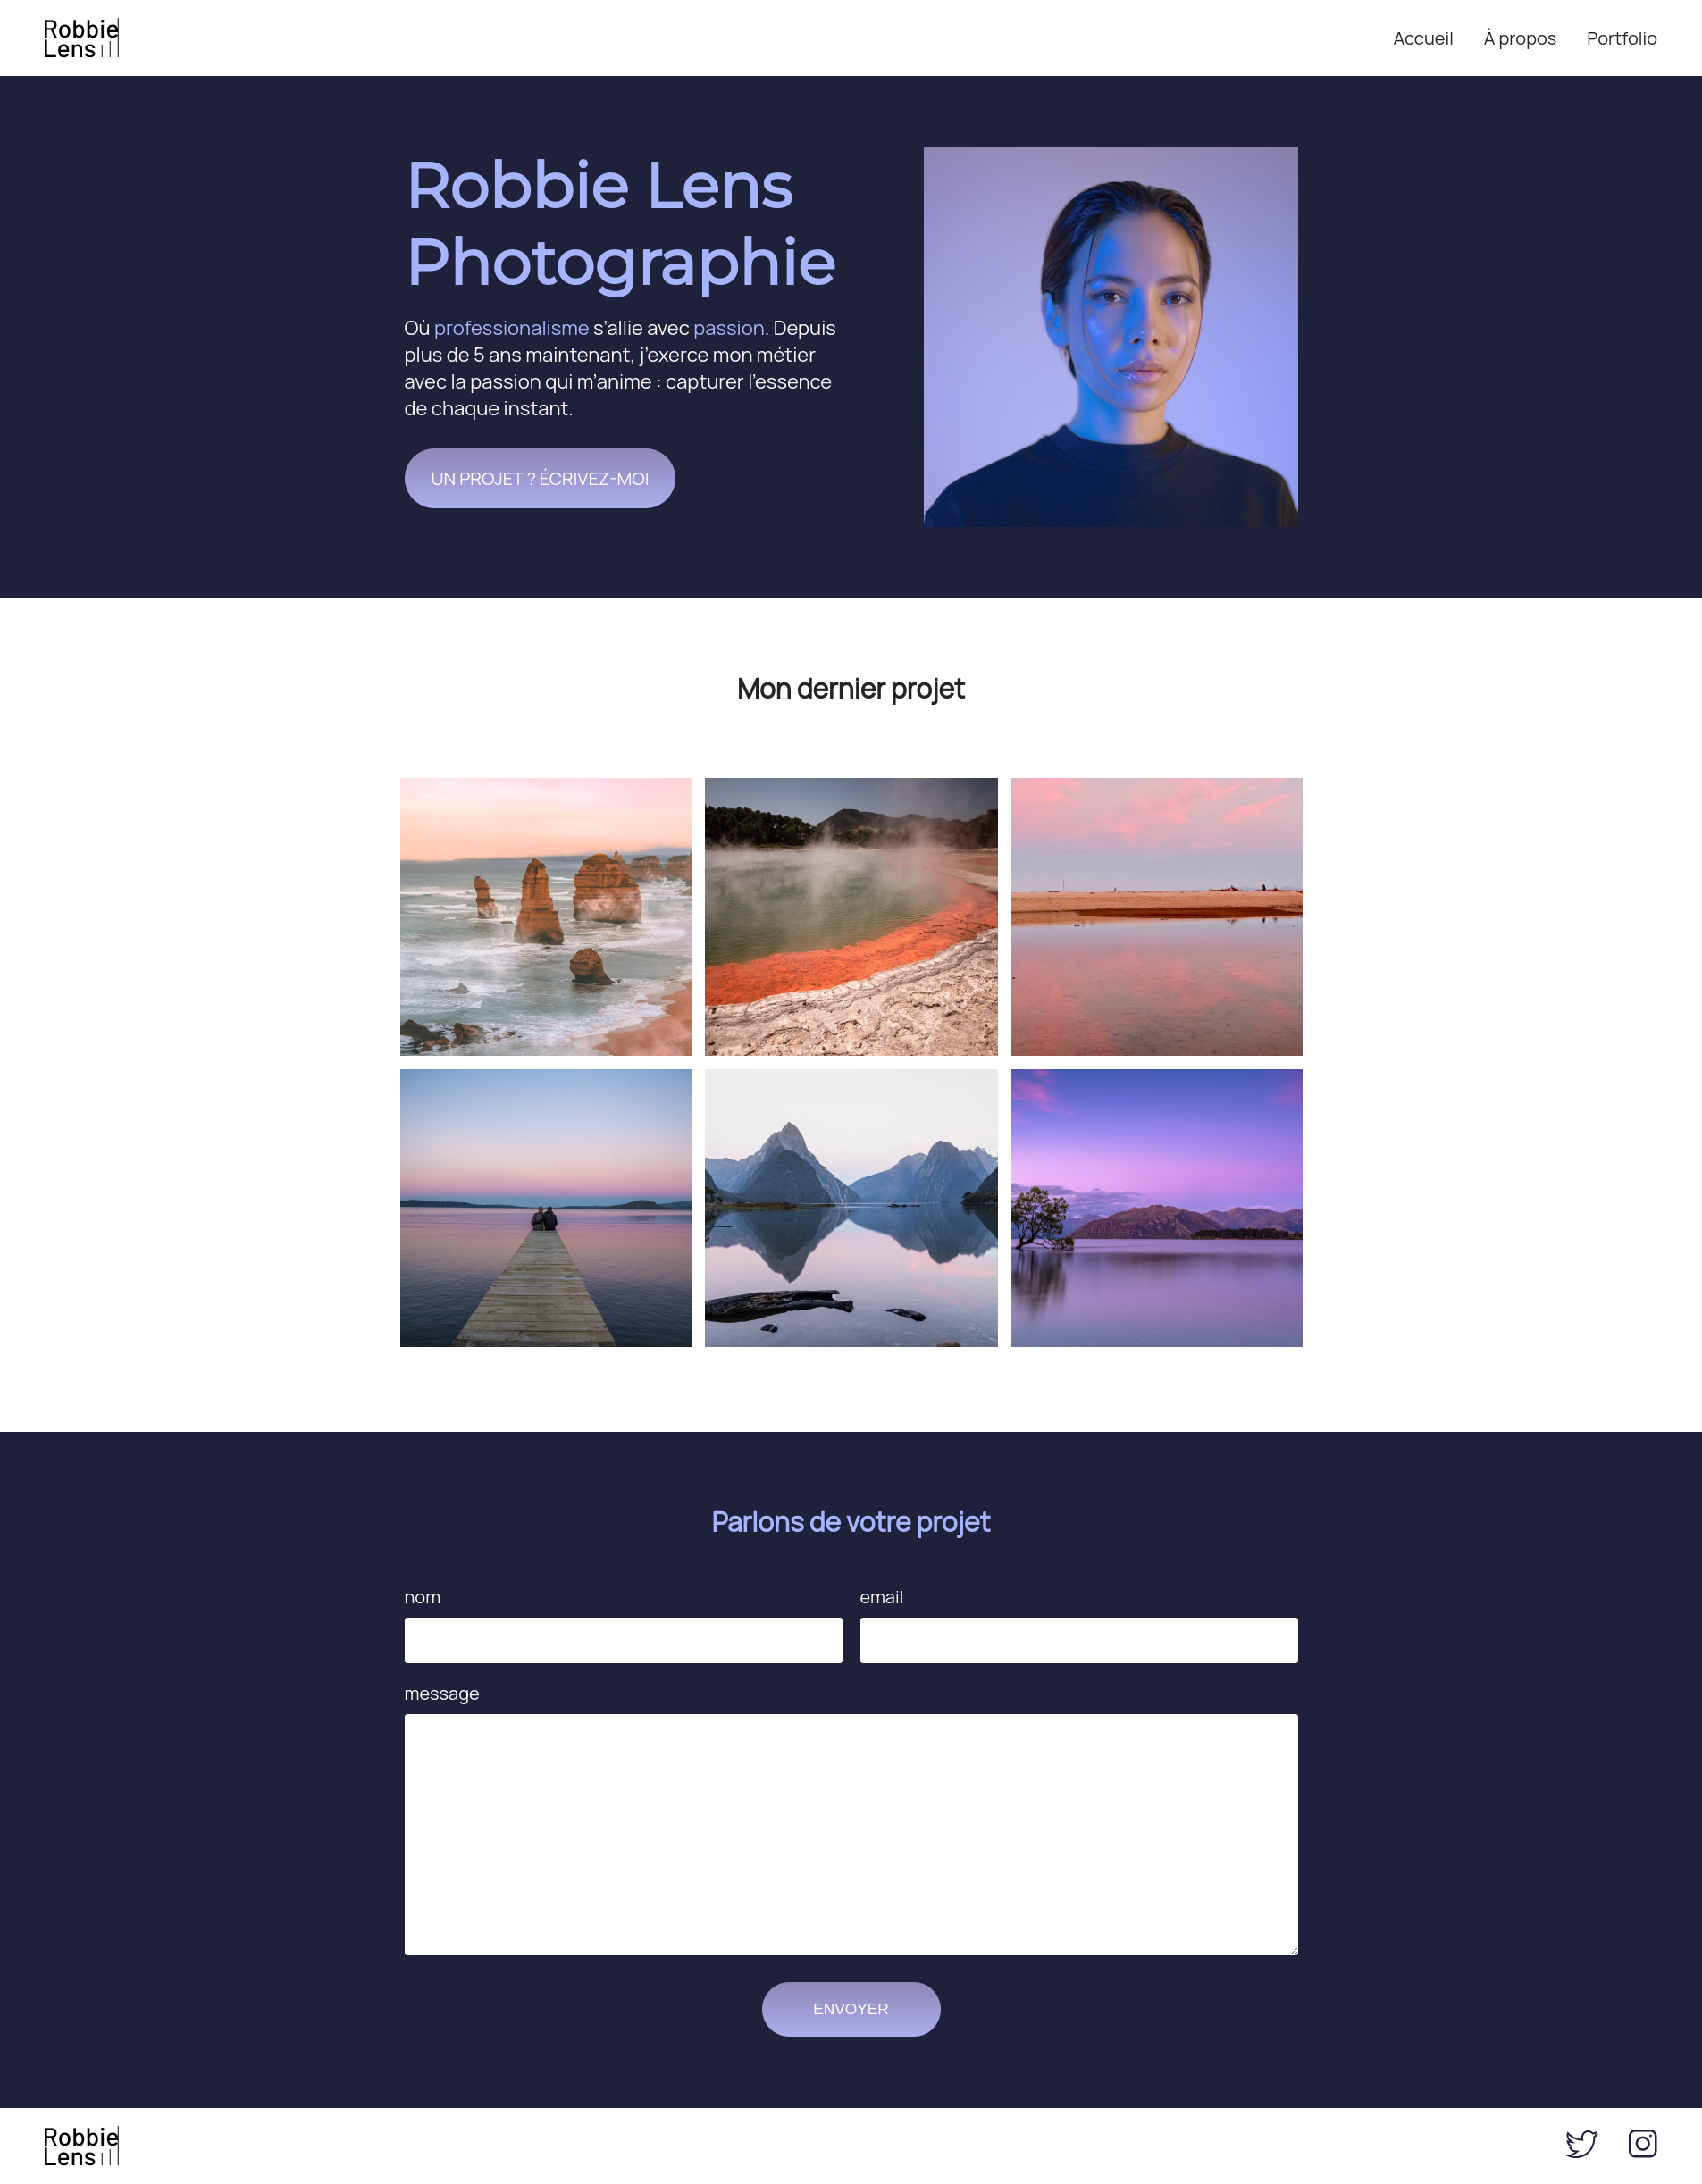 Robbie
Lens
Accueil À propos Portfolio
Robbie Lens
Photographie
Où professionalisme s’allie avec passion. Depuis
plus de 5 ans maintenant, j’exerce mon métier
avec la passion qui m’anime : capturer l’essence
de chaque instant.
UN PROJET ? ÉCRIVEZ-MOI
Mon dernier projet
Parlons de votre projet
nom email
message
ENVOYER
Robbie
Lens